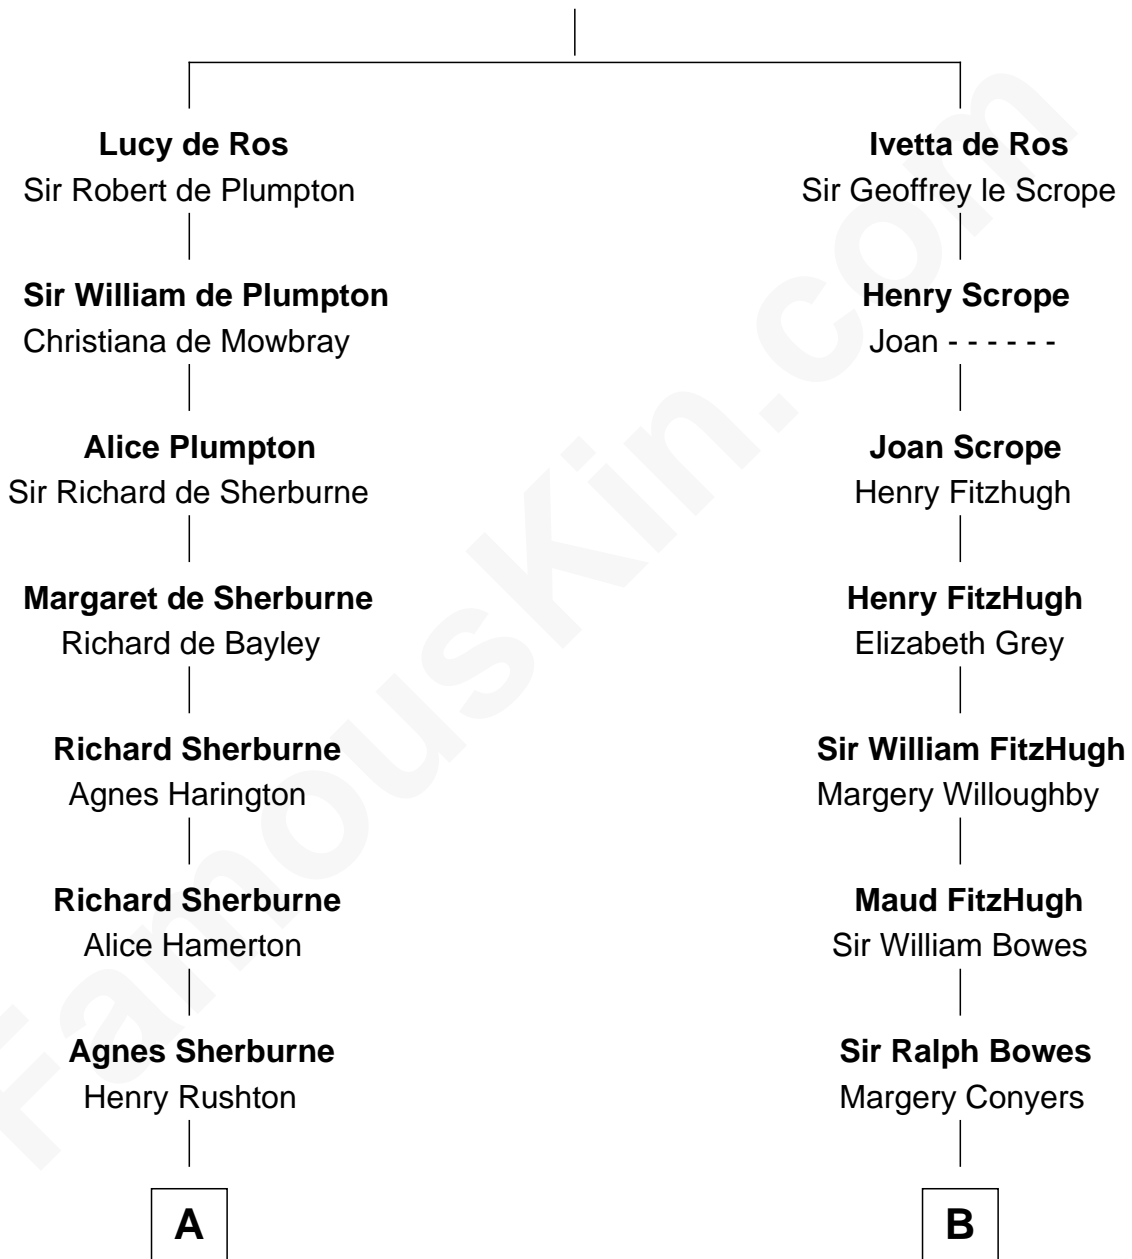 Lucy de Ros
Sir Robert de Plumpton
Sir William de Plumpton
Christiana de Mowbray
Alice Plumpton
Sir Richard de Sherburne
Margaret de Sherburne
Richard de Bayley
Richard Sherburne
Agnes Harington
Richard Sherburne
Alice Hamerton
Agnes Sherburne
Henry Rushton
A
Ivetta de Ros
Sir Geoffrey le Scrope
Henry Scrope
Joan - - - - - -
Joan Scrope
Henry Fitzhugh
Henry FitzHugh
Elizabeth Grey
Sir William FitzHugh
Margery Willoughby
Maud FitzHugh
Sir William Bowes
Sir Ralph Bowes
Margery Conyers
B
FamousKin.com